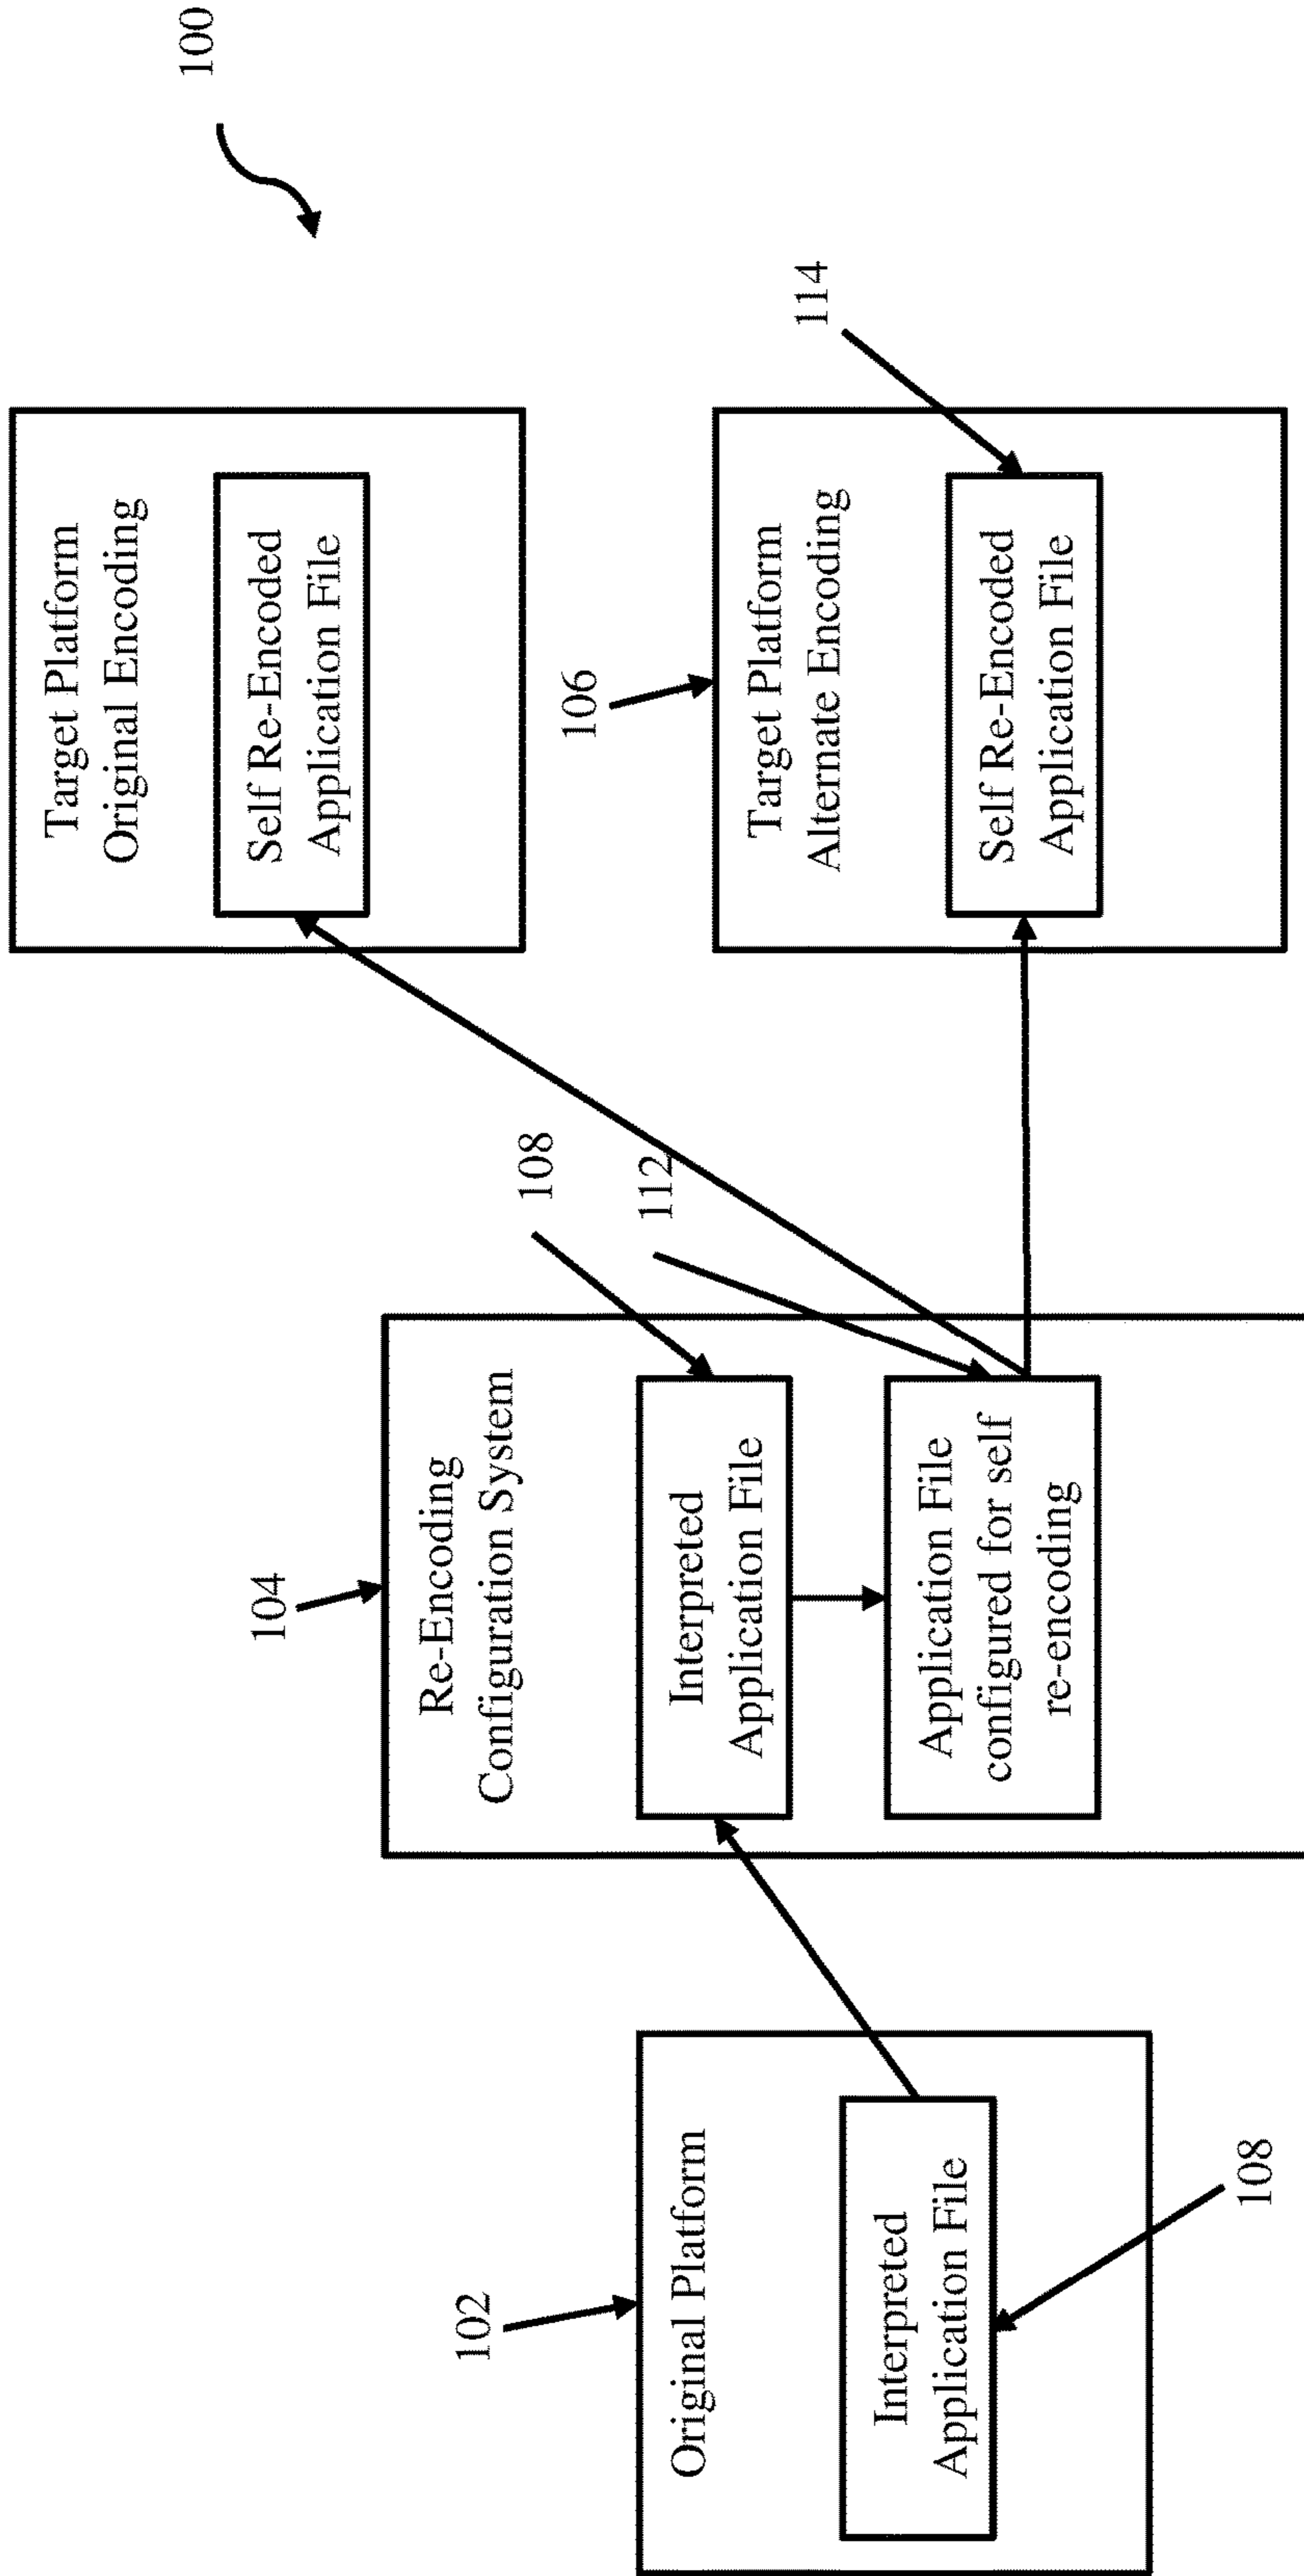 100
Target Platform
Original Encoding
Self Re-Encoded
Application File
106
Target Platform
Alternate Encoding
114
Self Re-Encoded
Application File
104
Re-Encoding
Configuration System
108
Interpreted
Application File
112
Application File
configured for self
re-encoding
102
Original Platform
Interpreted
Application File
108